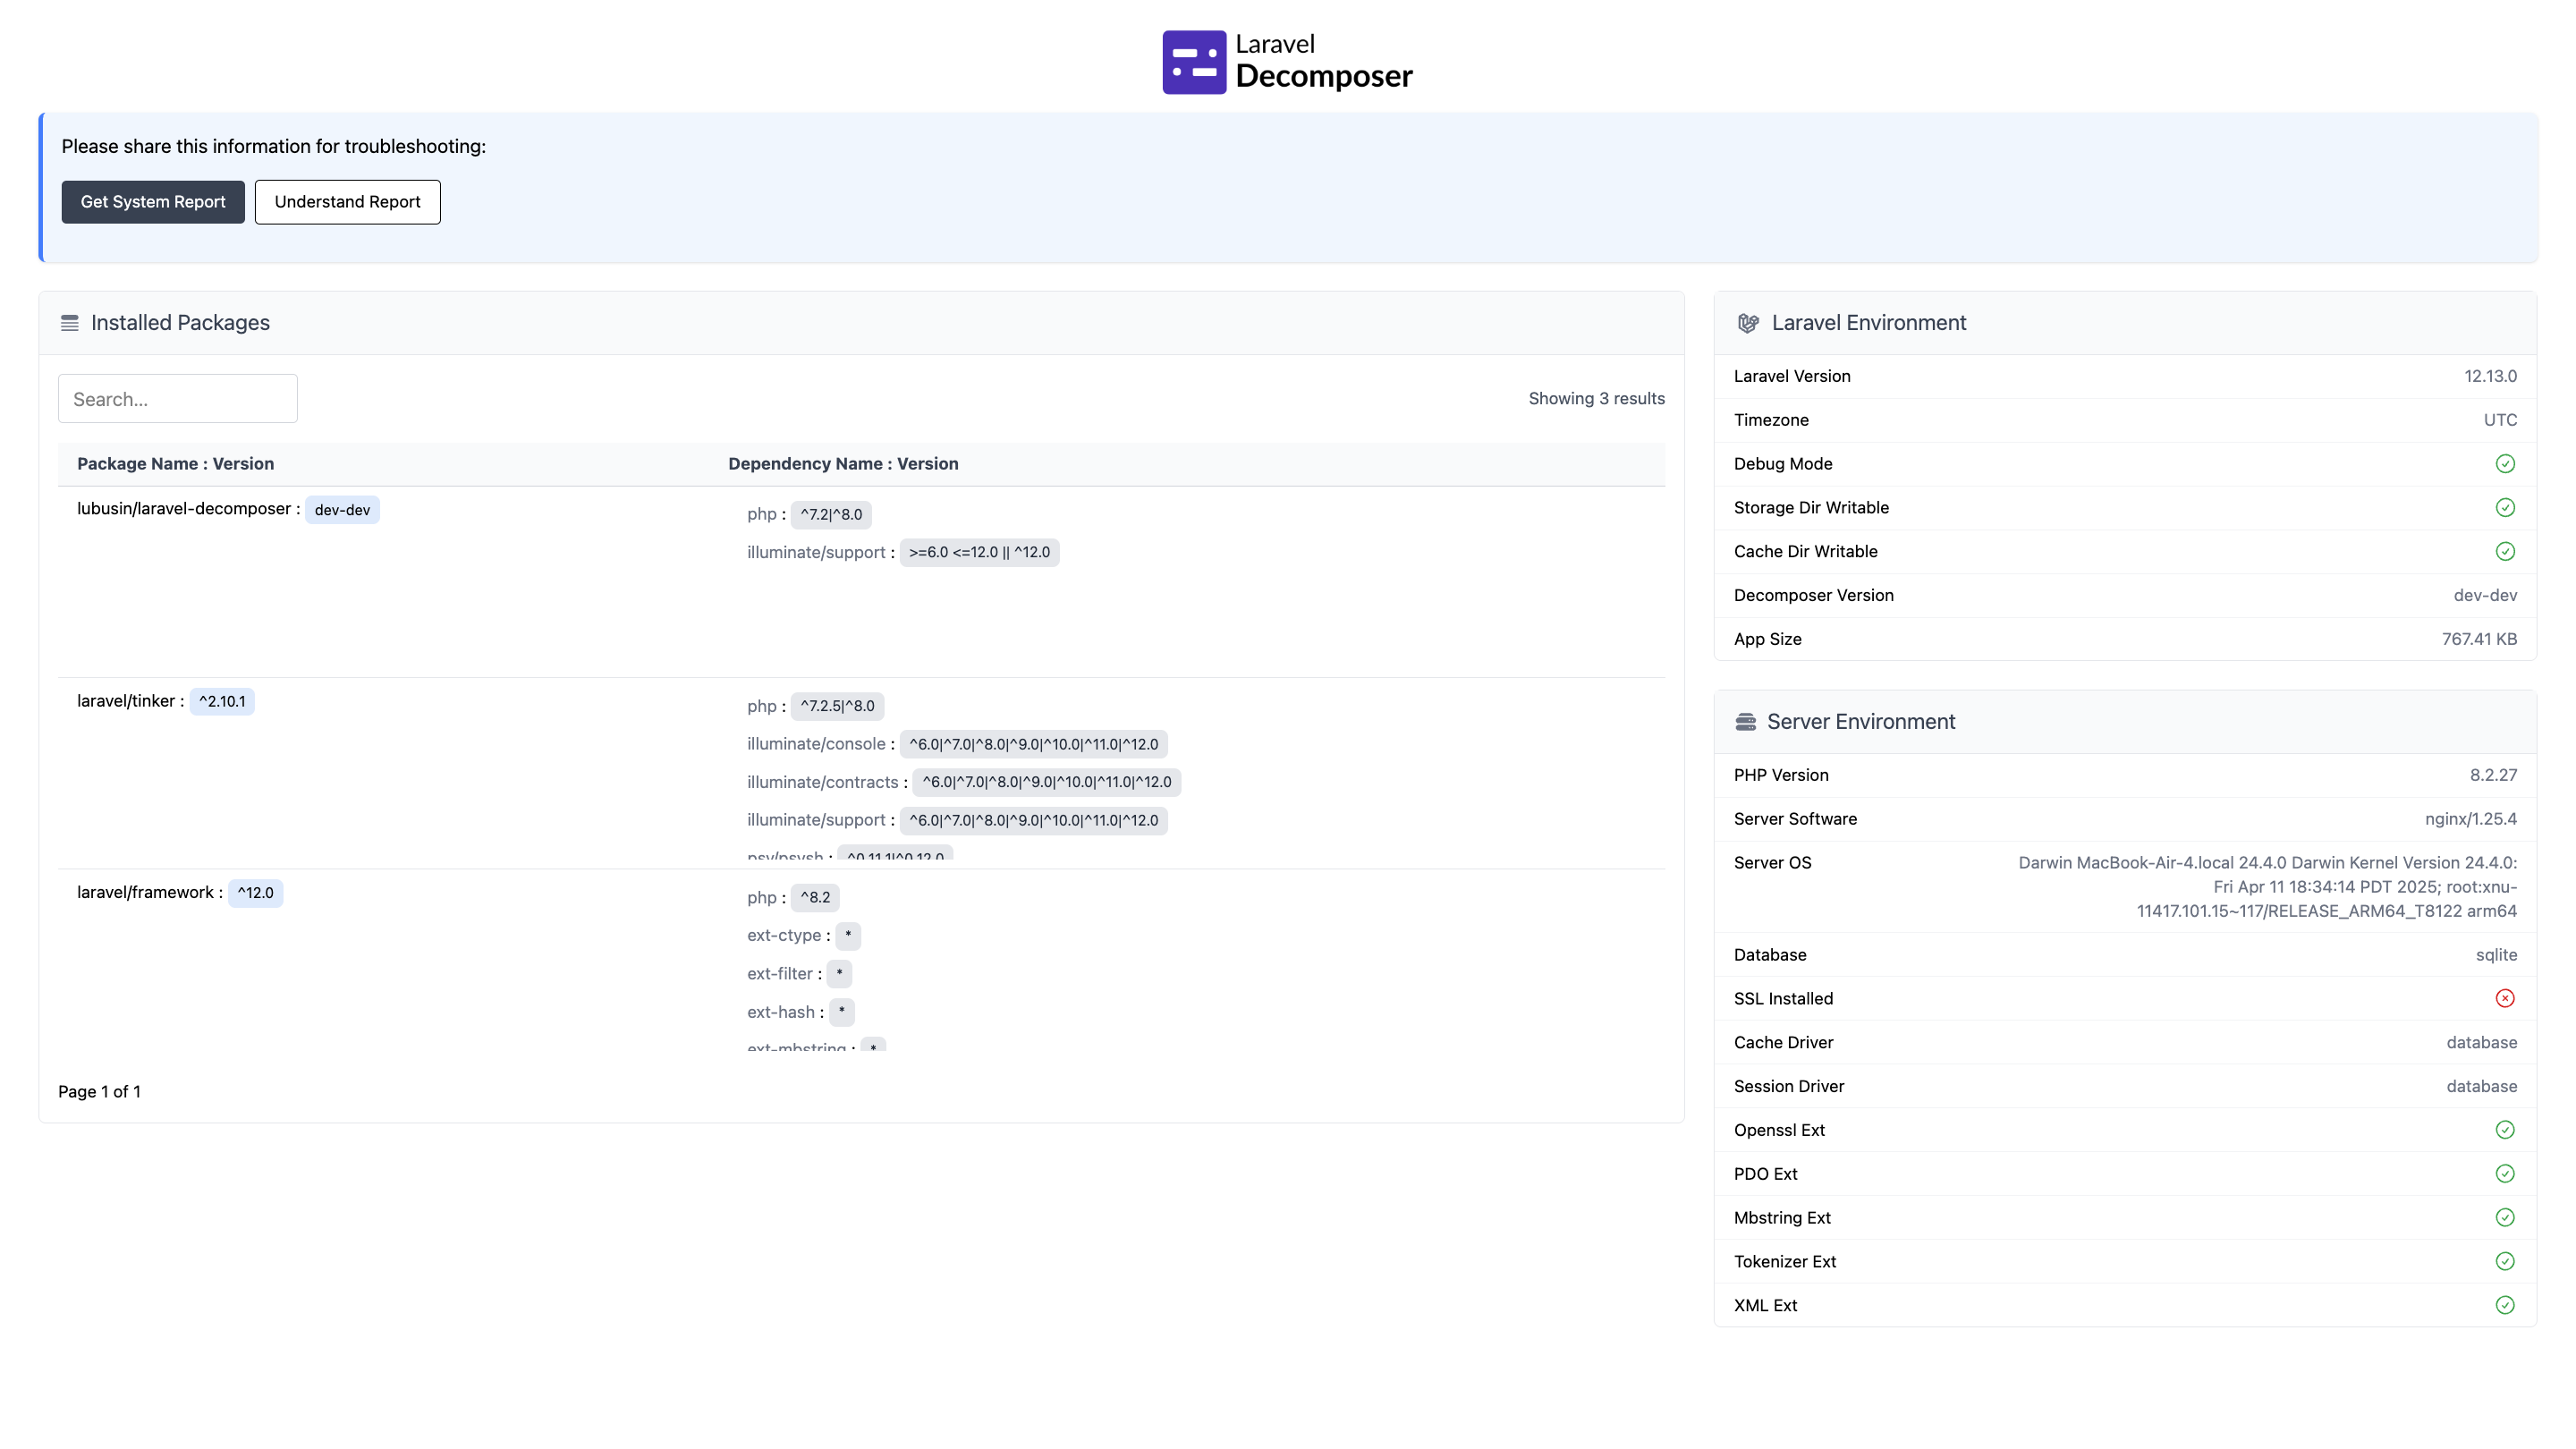 Laravel
Decomposer
Please share this information for troubleshooting:
Get System Report
Understand Report
Installed Packages
Search...
Showing 3 results
Package Name : Version
Dependency Name : Version
lubusin/laravel-decomposer : dev-dev
php : ^7.2|^8.0
illuminate/support : >=6.0 <=12.0 || ^12.0
laravel/tinker : ^2.10.1
php : ^7.2.5|^8.0
illuminate/console : ^6.0|^7.0|^8.0|^9.0|^10.0|^11.0|^12.0
illuminate/contracts : ^6.0|^7.0|^8.0|^9.0|^10.0|^11.0|^12.0
illuminate/support : ^6.0|^7.0|^8.0|^9.0|^10.0|^11.0|^12.0
psy/psysh : ^0.11.1|^0.12.0
laravel/framework : ^12.0
php : ^8.2
ext-ctype : *
ext-filter : *
ext-hash : *
ext-mbstring : *
Page 1 of 1
Laravel Environment
Laravel Version 12.13.0
Timezone UTC
Debug Mode
Storage Dir Writable
Cache Dir Writable
Decomposer Version dev-dev
App Size 767.41 KB
Server Environment
PHP Version 8.2.27
Server Software nginx/1.25.4
Server OS Darwin MacBook-Air-4.local 24.4.0 Darwin Kernel Version 24.4.0:
Fri Apr 11 18:34:14 PDT 2025; root:xnu-
11417.101.15~117/RELEASE_ARM64_T8122 arm64
Database sqlite
SSL Installed
Cache Driver database
Session Driver database
Openssl Ext
PDO Ext
Mbstring Ext
Tokenizer Ext
XML Ext